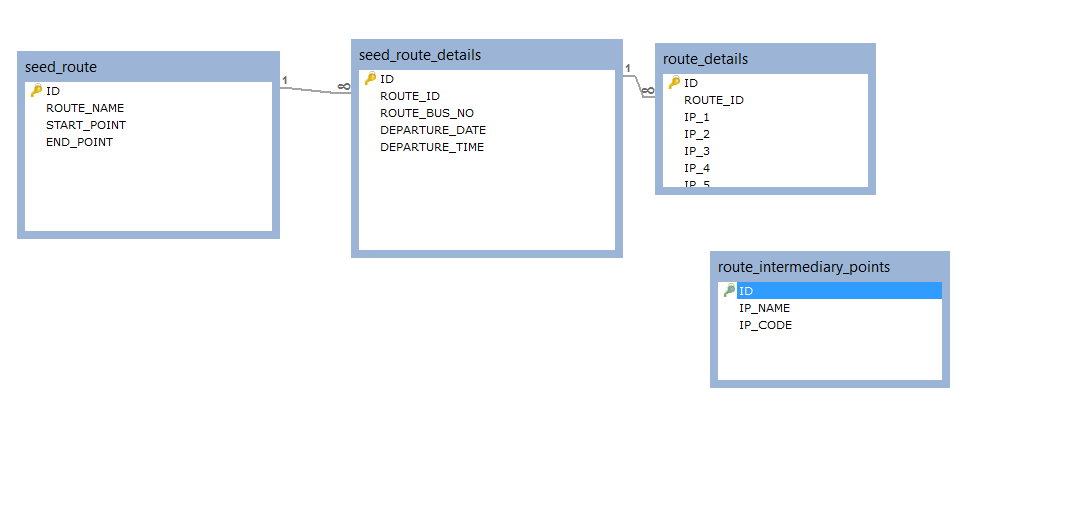 seed_route
ID
ROUTE_NAME
START_POINT
END_POINT
1
∞
seed_route_details
ID
ROUTE_ID
ROUTE_BUS_NO
DEPARTURE_DATE
DEPARTURE_TIME
1
∞
route_details
ID
ROUTE_ID
IP_1
IP_2
IP_3
IP_4
IP_5
route_intermediary_points
ID
IP_NAME
IP_CODE